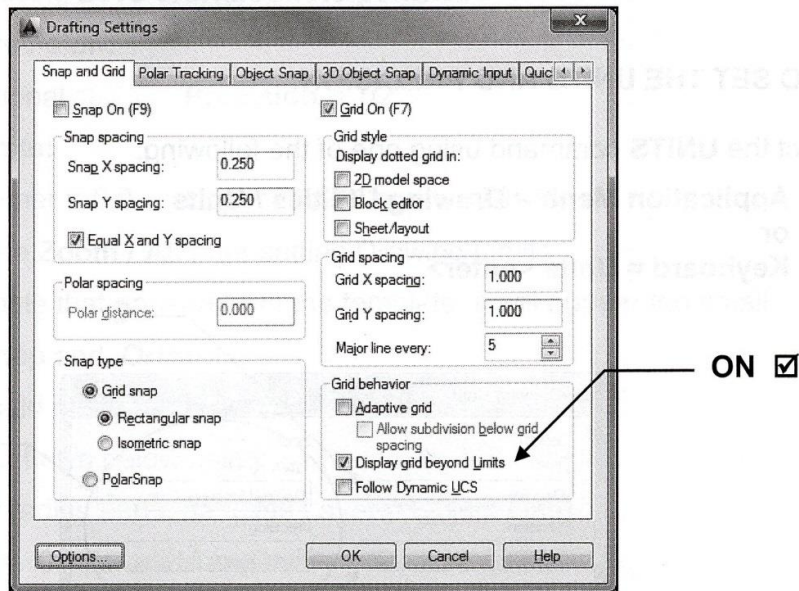 Drafting Settings
Snap and Grid Polar Tracking Object Snap 3D Object Snap Dynamic Input Quic
Snap On (F9)
Snap spacing
Snap X spacing: 0.250
Snap Y spacing: 0.250
Equal X and Y spacing
Polar spacing
Polar distance: 0.000
Snap type
Grid snap
Rectangular snap
Isometric snap
PolarSnap
Grid On (F7)
Grid style
Display dotted grid in:
2D model space
Block editor
Sheet/layout
Grid spacing
Grid X spacing: 1.000
Grid Y spacing: 1.000
Major line every: 5
Grid behavior
Adaptive grid
Allow subdivision below grid
spacing
Display grid beyond Limits
Follow Dynamic UCS
Options... OK Cancel Help
ON ☑